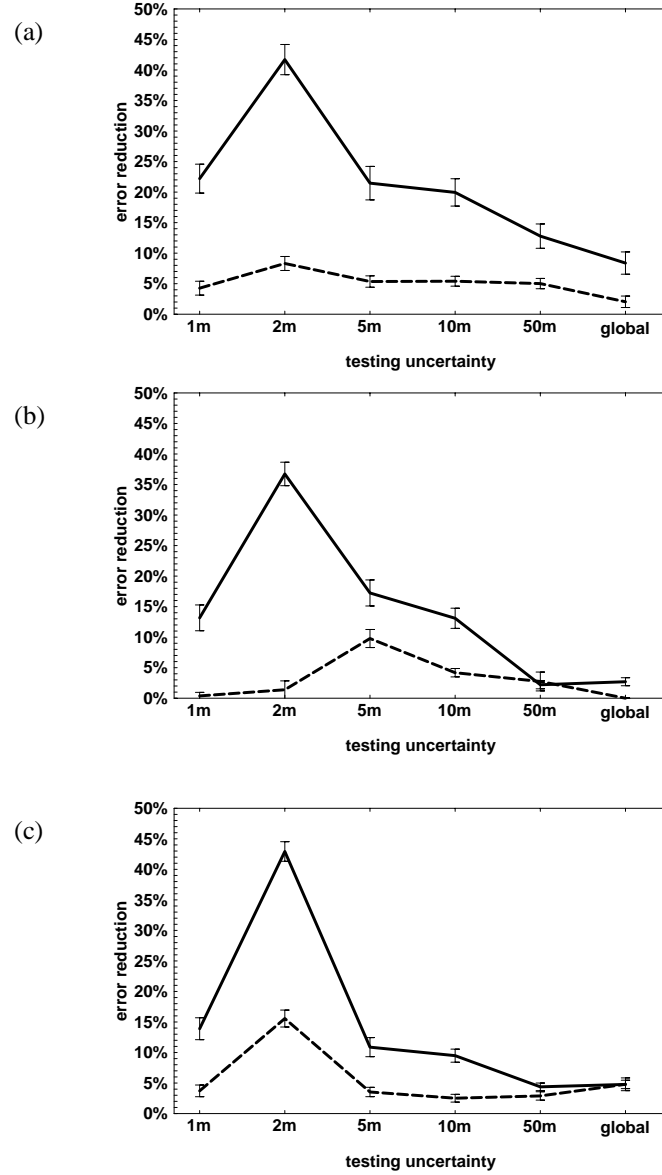 (a)
50%
45%
40%
35%
30%
25%
20%
15%
10%
5%
0%
error reduction
1m 2m 5m 10m 50m global
testing uncertainty
(b)
50%
45%
40%
35%
30%
25%
20%
15%
10%
5%
0%
error reduction
1m 2m 5m 10m 50m global
testing uncertainty
(c)
50%
45%
40%
35%
30%
25%
20%
15%
10%
5%
0%
error reduction
1m 2m 5m 10m 50m global
testing uncertainty